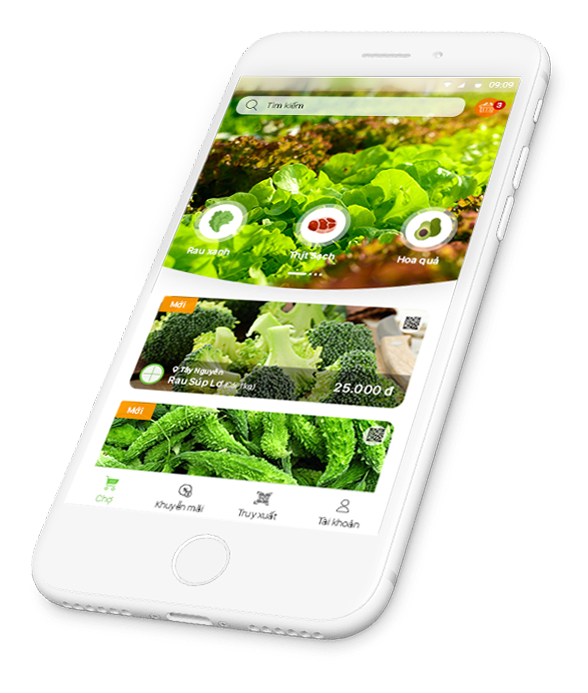 09:09
Tìm kiếm
3
Rau xanh
Thịt Sạch
Hoa quả
Mới
Tây Nguyên
Rau Súp Lơ (Cái/1kg)
25.000 đ
Mới
Chợ
Khuyến mãi
Truy xuất
Tài khoản